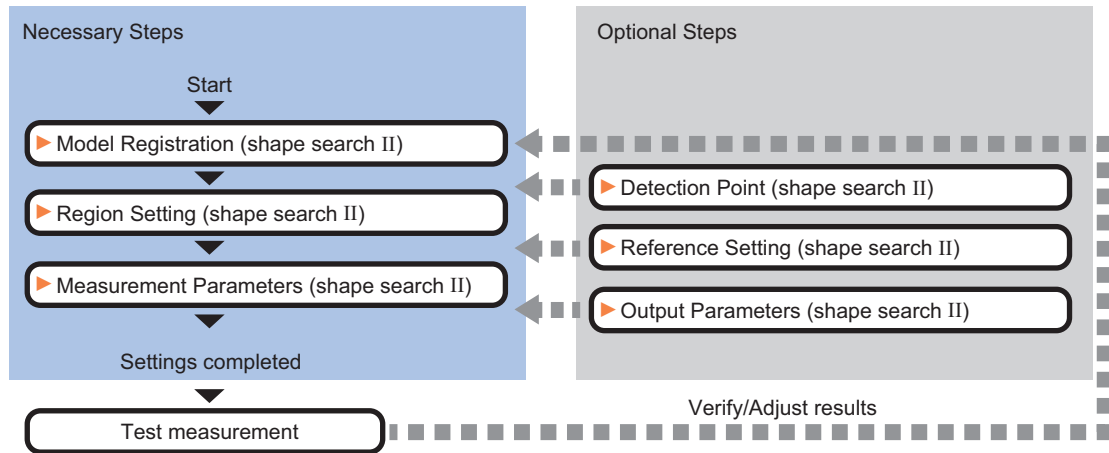 Necessary Steps
Start
Model Registration (shape search II)
Region Setting (shape search II)
Measurement Parameters (shape search II)
Settings completed
Test measurement
Optional Steps
Detection Point (shape search II)
Reference Setting (shape search II)
Output Parameters (shape search II)
Verify/Adjust results